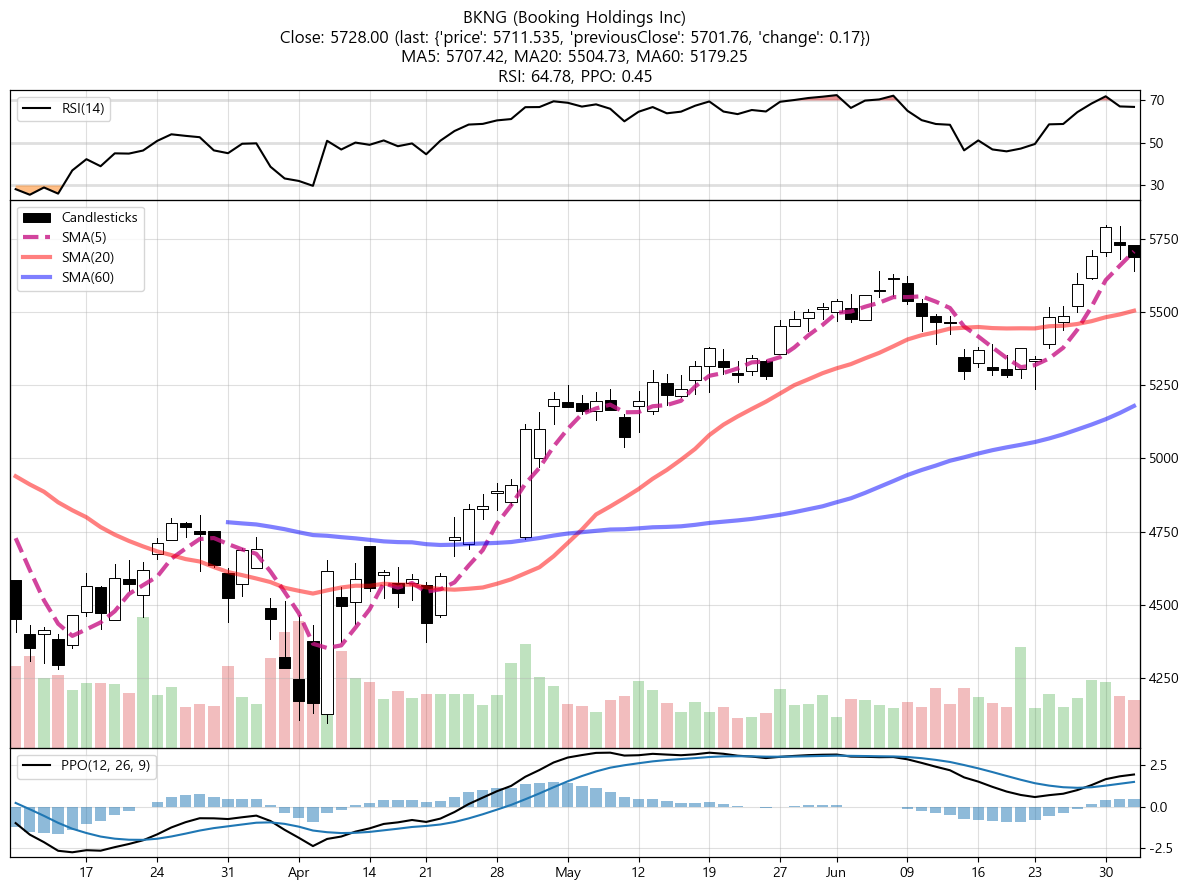 BKNG (Booking Holdings Inc)
Close: 5728.00 (last: {'price': 5711.535, 'previousClose': 5701.76, 'change': 0.17})
MA5: 5707.42, MA20: 5504.73, MA60: 5179.25
RSI: 64.78, PPO: 0.45
RSI(14)
70
50
30
Candlesticks
SMA(5)
SMA(20)
SMA(60)
5750
5500
5250
5000
4750
4500
4250
PPO(12, 26, 9)
2.5
0.0
-2.5
17 24 31 Apr 14 21 28 May 12 19 27 Jun 09 16 23 30